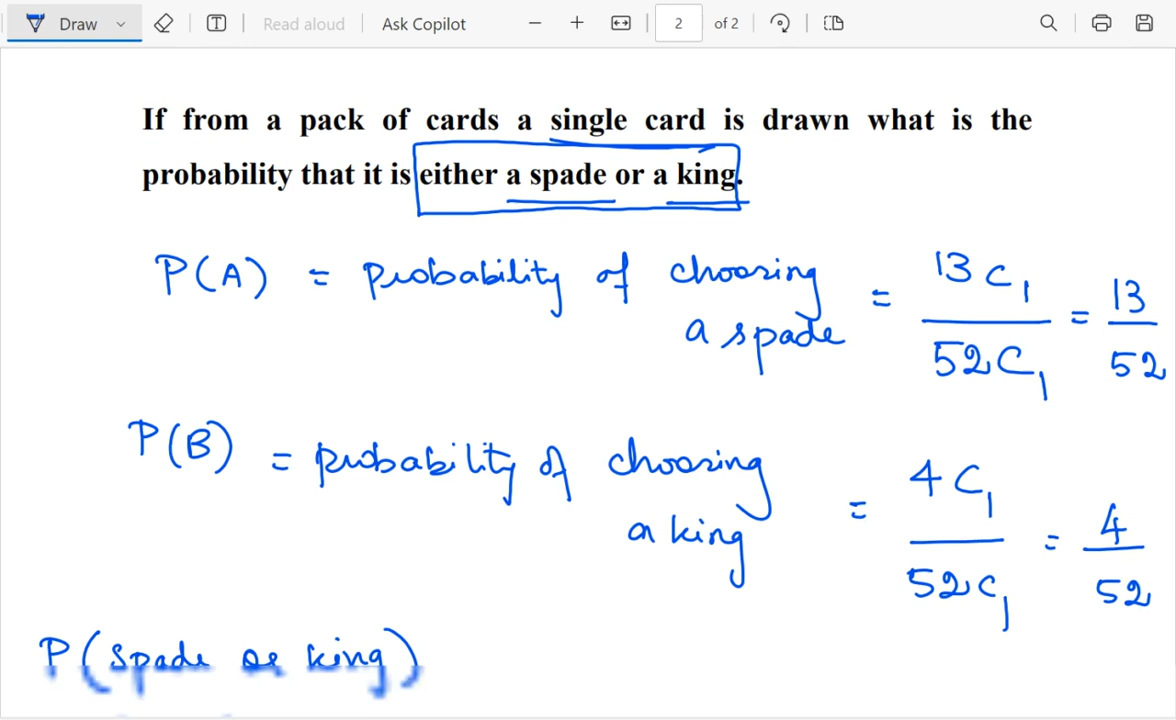 Draw
Read aloud
Ask Copilot
2
of 2
If from a pack of cards a single card is drawn what is the
probability that it is either a spade or a king.
P(A) = probability of choosing a spade = 13C1 / 52C1 = 13 / 52
P(B) = probability of choosing a king = 4C1 / 52C1 = 4 / 52
P(spade or king)